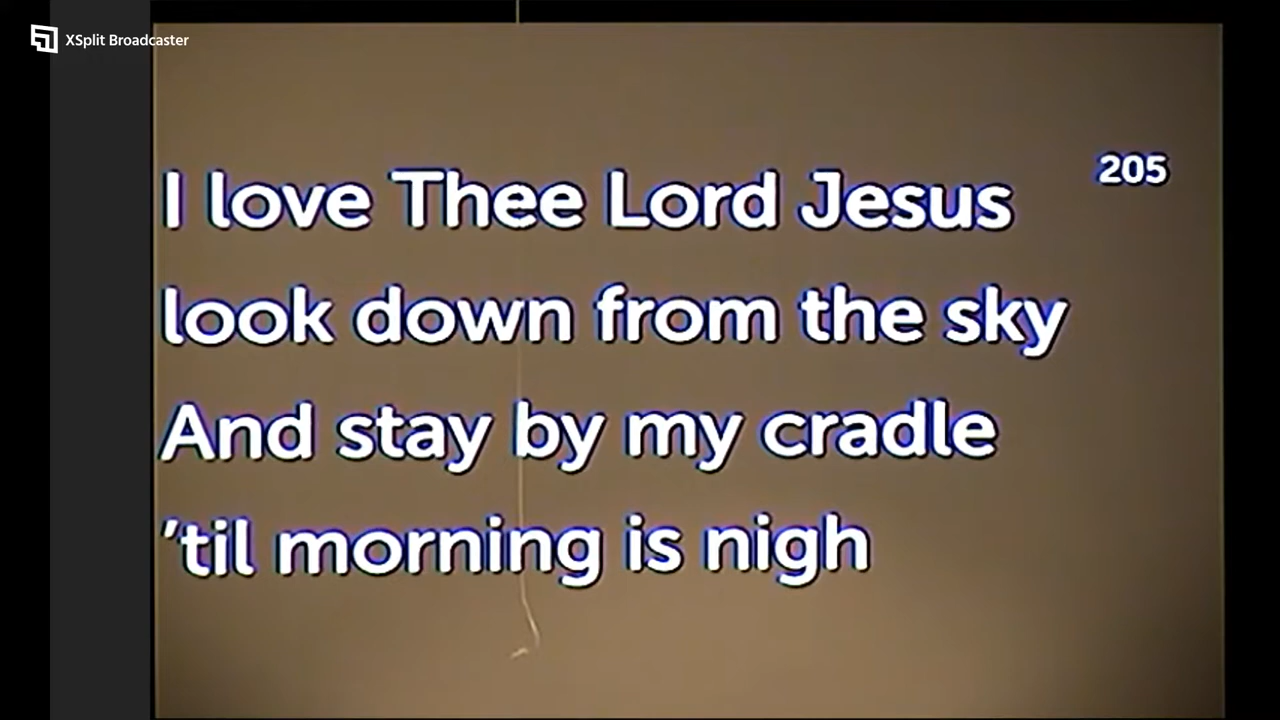 XSplit Broadcaster
205
I love Thee Lord Jesus
look down from the sky
And stay by my cradle
’til morning is nigh